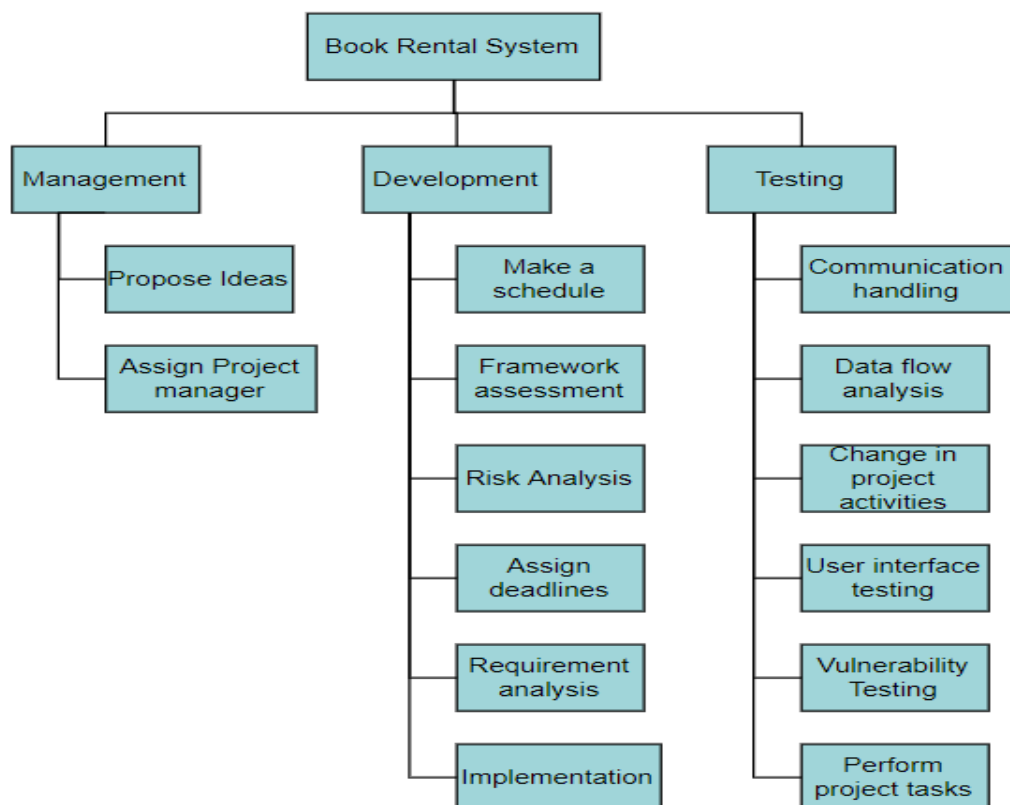 Book Rental System
Management
Development
Testing
Propose Ideas
Assign Project
manager
Make a
schedule
Framework
assessment
Risk Analysis
Assign
deadlines
Requirement
analysis
Implementation
Communication
handling
Data flow
analysis
Change in
project
activities
User interface
testing
Vulnerability
Testing
Perform
project tasks